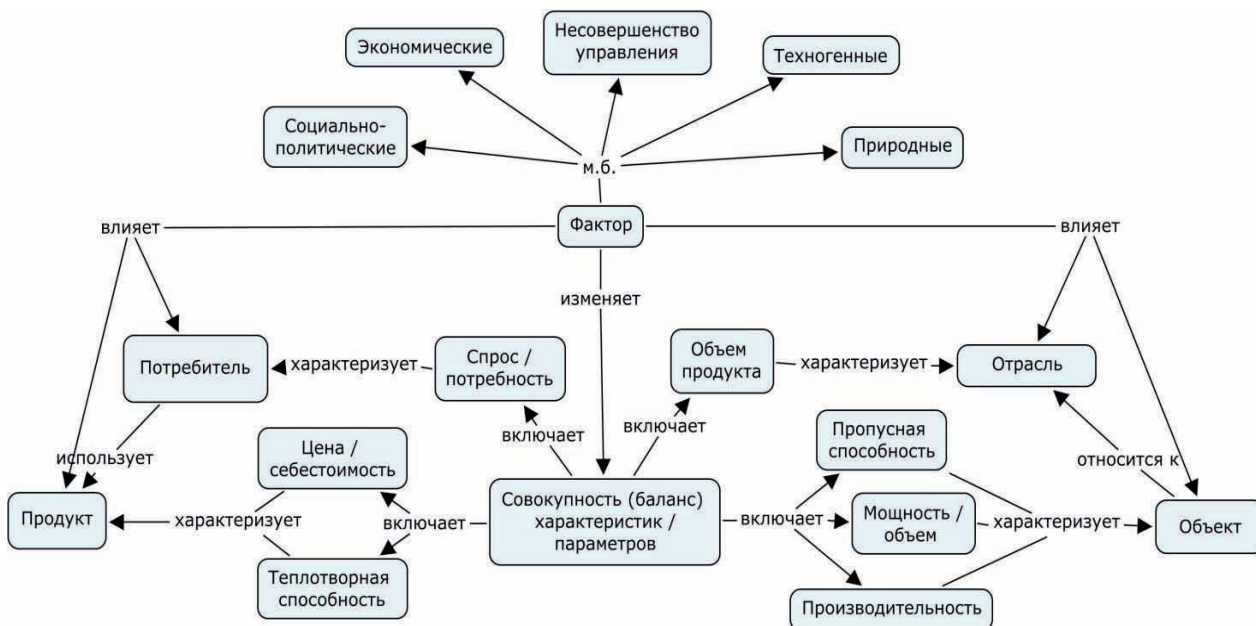 Экономические
Несовершенство
управления
Техногенные
Социально-
политические
Природные
м.б.
Фактор
влияет
влияет
изменяет
Потребитель
характеризует
Спрос /
потребность
Объем
продукта
характеризует
Отрасль
использует
Цена /
себестоимость
включает
включает
Пропусная
способность
относится к
Продукт
характеризует
включает
Совокупность (баланс)
характеристик /
параметров
включает
Мощность /
объем
характеризует
Объект
Теплотворная
способность
Производительность